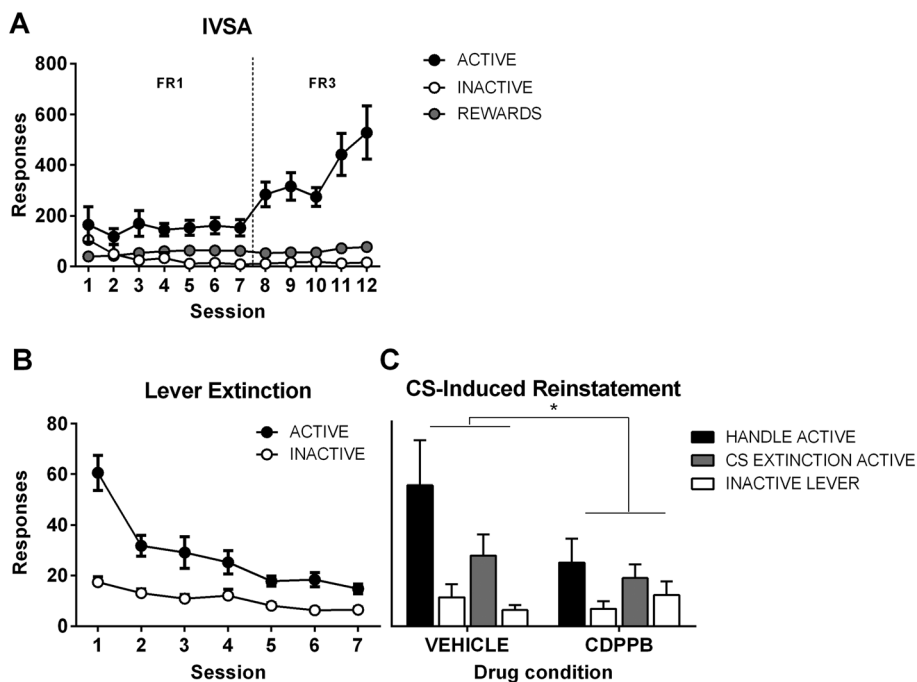 A
IVSA
800
600
400
200
0
Responses
FR1
FR3
ACTIVE
INACTIVE
REWARDS
1 2 3 4 5 6 7 8 9 10 11 12
Session
B
Lever Extinction
80
60
40
20
0
Responses
ACTIVE
INACTIVE
1 2 3 4 5 6 7
Session
C
CS-Induced Reinstatement
*
HANDLE ACTIVE
CS EXTINCTION ACTIVE
INACTIVE LEVER
VEHICLE CDPPB
Drug condition